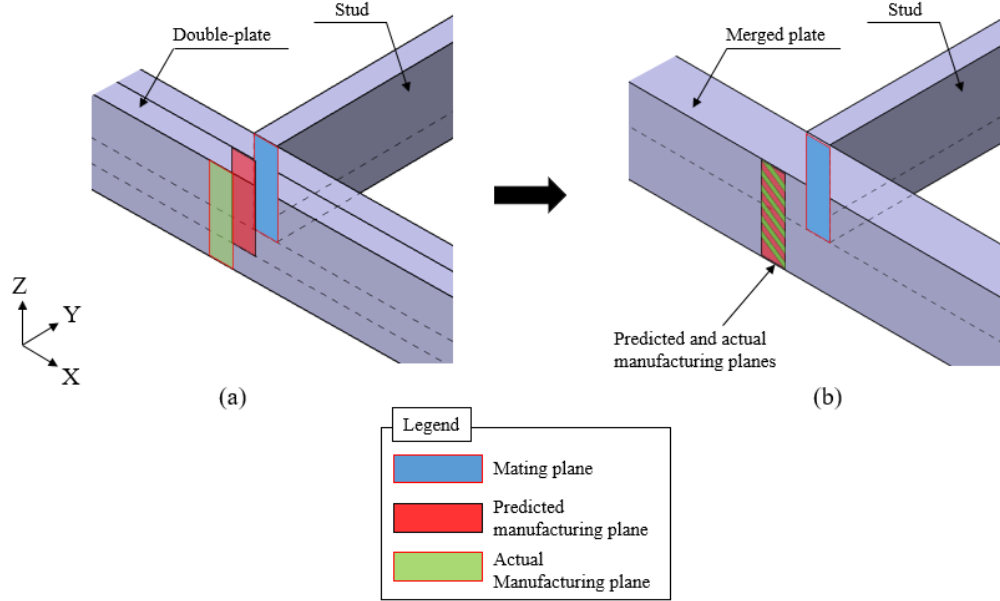 Stud
Double-plate
Z
Y
X
(a)
Stud
Merged plate
Predicted and actual
manufacturing planes
(b)
Legend
Mating plane
Predicted
manufacturing plane
Actual
Manufacturing plane